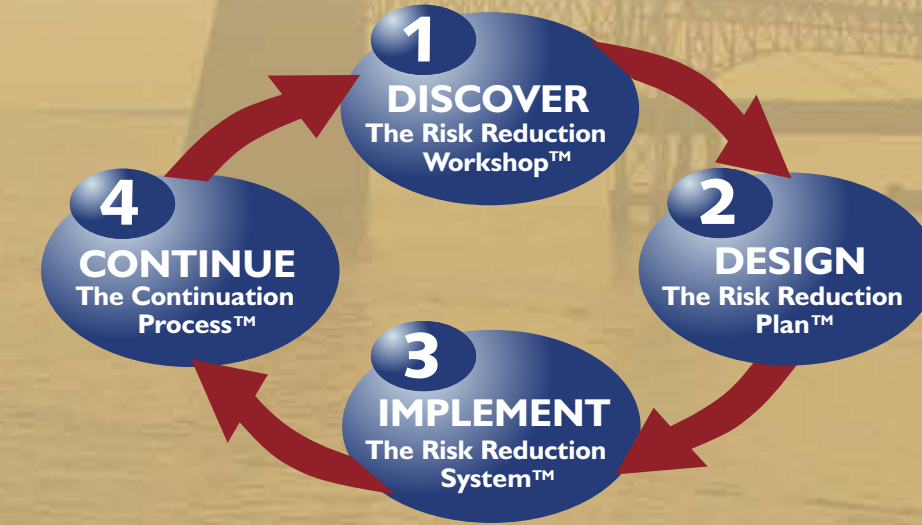 1
DISCOVER
The Risk Reduction
Workshop™
2
DESIGN
The Risk Reduction
Plan™
3
IMPLEMENT
The Risk Reduction
System™
4
CONTINUE
The Continuation
Process™